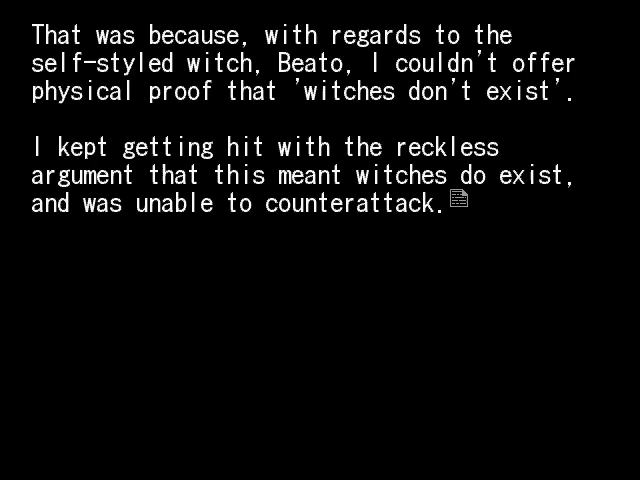 That was because, with regards to the
self-styled witch, Beato, I couldn't offer
physical proof that 'witches don't exist'.
I kept getting hit with the reckless
argument that this meant witches do exist,
and was unable to counterattack.